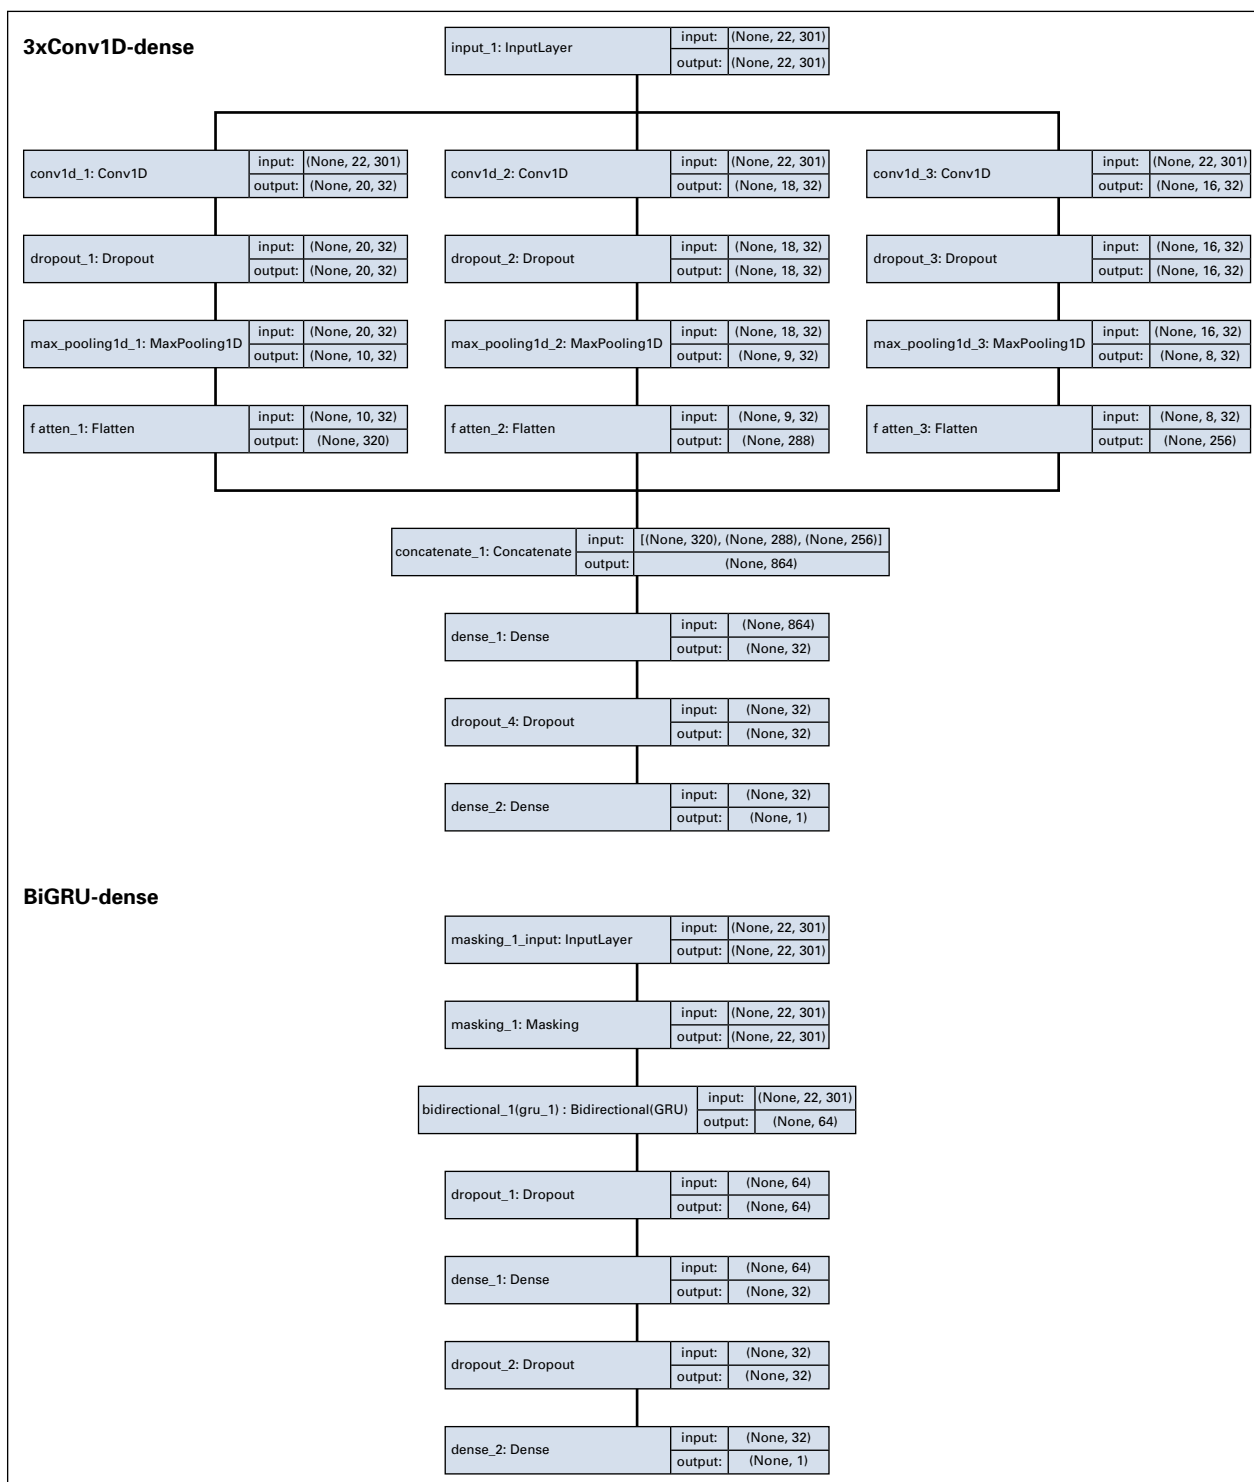 3xConv1D-dense
input_1: InputLayer
input: (None, 22, 301)
output: (None, 22, 301)
conv1d_1: Conv1D
input: (None, 22, 301)
output: (None, 20, 32)
conv1d_2: Conv1D
input: (None, 22, 301)
output: (None, 18, 32)
conv1d_3: Conv1D
input: (None, 22, 301)
output: (None, 16, 32)
dropout_1: Dropout
input: (None, 20, 32)
output: (None, 20, 32)
dropout_2: Dropout
input: (None, 18, 32)
output: (None, 18, 32)
dropout_3: Dropout
input: (None, 16, 32)
output: (None, 16, 32)
max_pooling1d_1: MaxPooling1D
input: (None, 20, 32)
output: (None, 10, 32)
max_pooling1d_2: MaxPooling1D
input: (None, 18, 32)
output: (None, 9, 32)
max_pooling1d_3: MaxPooling1D
input: (None, 16, 32)
output: (None, 8, 32)
f atten_1: Flatten
input: (None, 10, 32)
output: (None, 320)
f atten_2: Flatten
input: (None, 9, 32)
output: (None, 288)
f atten_3: Flatten
input: (None, 8, 32)
output: (None, 256)
concatenate_1: Concatenate
input: [(None, 320), (None, 288), (None, 256)]
output: (None, 864)
dense_1: Dense
input: (None, 864)
output: (None, 32)
dropout_4: Dropout
input: (None, 32)
output: (None, 32)
dense_2: Dense
input: (None, 32)
output: (None, 1)
BiGRU-dense
masking_1_input: InputLayer
input: (None, 22, 301)
output: (None, 22, 301)
masking_1: Masking
input: (None, 22, 301)
output: (None, 22, 301)
bidirectional_1(gru_1) : Bidirectional(GRU)
input: (None, 22, 301)
output: (None, 64)
dropout_1: Dropout
input: (None, 64)
output: (None, 64)
dense_1: Dense
input: (None, 64)
output: (None, 32)
dropout_2: Dropout
input: (None, 32)
output: (None, 32)
dense_2: Dense
input: (None, 32)
output: (None, 1)